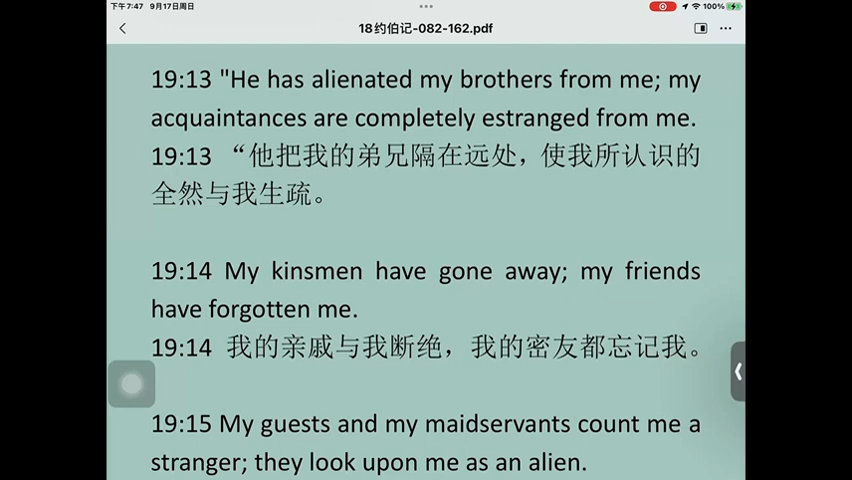 下午7:47 9月17日周日
100%
18约伯记-082-162.pdf
19:13 "He has alienated my brothers from me; my
acquaintances are completely estranged from me.
19:13 “他把我的弟兄隔在远处，使我所认识的
全然与我生疏。
19:14 My kinsmen have gone away; my friends
have forgotten me.
19:14 我的亲戚与我断绝，我的密友都忘记我。
19:15 My guests and my maidservants count me a
stranger; they look upon me as an alien.